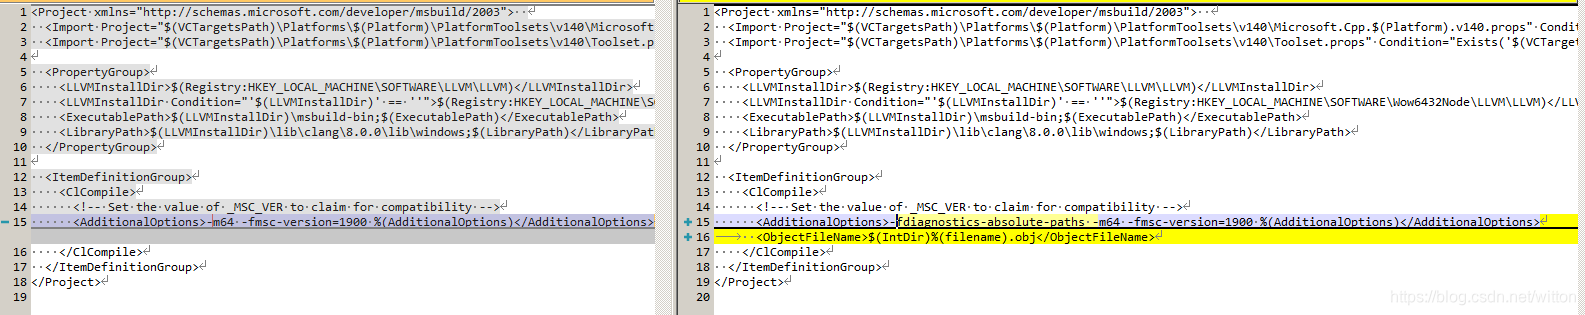 1 <Project xmlns="http://schemas.microsoft.com/developer/msbuild/2003">
2 <Import Project="$(VCTargetsPath)\Platforms\$(Platform)\PlatformToolsets\v140\Microsoft
3 <Import Project="$(VCTargetsPath)\Platforms\$(Platform)\PlatformToolsets\v140\Toolset.p
4
5 <PropertyGroup>
6 <LLVMInstallDir>$(Registry:HKEY_LOCAL_MACHINE\SOFTWARE\LLVM\LLVM)</LLVMInstallDir>
7 <LLVMInstallDir Condition="'$(LLVMInstallDir)' == ''">$(Registry:HKEY_LOCAL_MACHINE\S
8 <ExecutablePath>$(LLVMInstallDir)\msbuild-bin;$(ExecutablePath)</ExecutablePath>
9 <LibraryPath>$(LLVMInstallDir)\lib\clang\8.0.0\lib\windows;$(LibraryPath)</LibraryPat
10 </PropertyGroup>
11
12 <ItemDefinitionGroup>
13 <ClCompile>
14 <!-- Set the value of _MSC_VER to claim for compatibility -->
15 <AdditionalOptions>-m64 -fmsc-version=1900 %(AdditionalOptions)</AdditionalOptions>
16 </ClCompile>
17 </ItemDefinitionGroup>
18 </Project>
19
1 <Project xmlns="http://schemas.microsoft.com/developer/msbuild/2003">
2 <Import Project="$(VCTargetsPath)\Platforms\$(Platform)\PlatformToolsets\v140\Microsoft.Cpp.$(Platform).v140.props" Condi
3 <Import Project="$(VCTargetsPath)\Platforms\$(Platform)\PlatformToolsets\v140\Toolset.props" Condition="Exists('$(VCTarge
4
5 <PropertyGroup>
6 <LLVMInstallDir>$(Registry:HKEY_LOCAL_MACHINE\SOFTWARE\LLVM\LLVM)</LLVMInstallDir>
7 <LLVMInstallDir Condition="'$(LLVMInstallDir)' == ''">$(Registry:HKEY_LOCAL_MACHINE\SOFTWARE\Wow6432Node\LLVM\LLVM)</LL
8 <ExecutablePath>$(LLVMInstallDir)\msbuild-bin;$(ExecutablePath)</ExecutablePath>
9 <LibraryPath>$(LLVMInstallDir)\lib\clang\8.0.0\lib\windows;$(LibraryPath)</LibraryPath>
10 </PropertyGroup>
11
12 <ItemDefinitionGroup>
13 <ClCompile>
14 <!-- Set the value of _MSC_VER to claim for compatibility -->
15 <AdditionalOptions>-fdiagnostics-absolute-paths -m64 -fmsc-version=1900 %(AdditionalOptions)</AdditionalOptions>
16 <ObjectFileName>$(IntDir)%(filename).obj</ObjectFileName>
17 </ClCompile>
18 </ItemDefinitionGroup>
19 </Project>
20
https://blog.csdn.net/witton